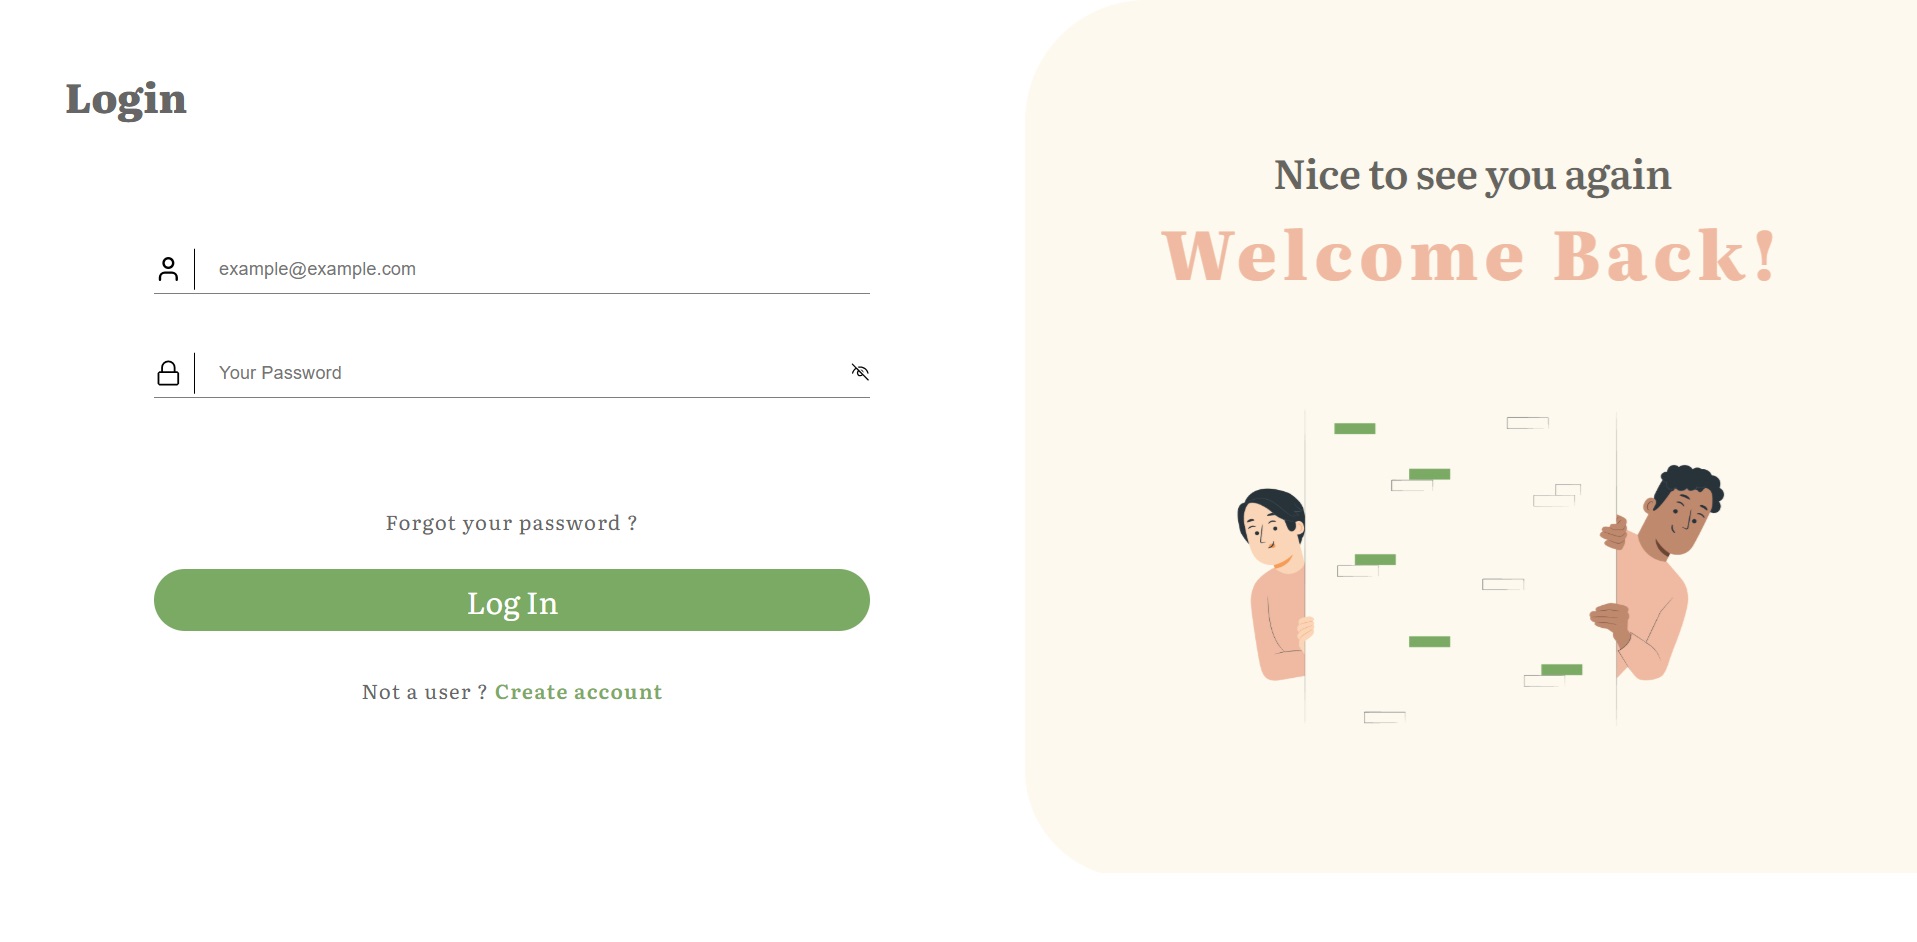 Login
example@example.com
Your Password
Forgot your password ?
Log In
Not a user ? Create account
Nice to see you again
Welcome Back!